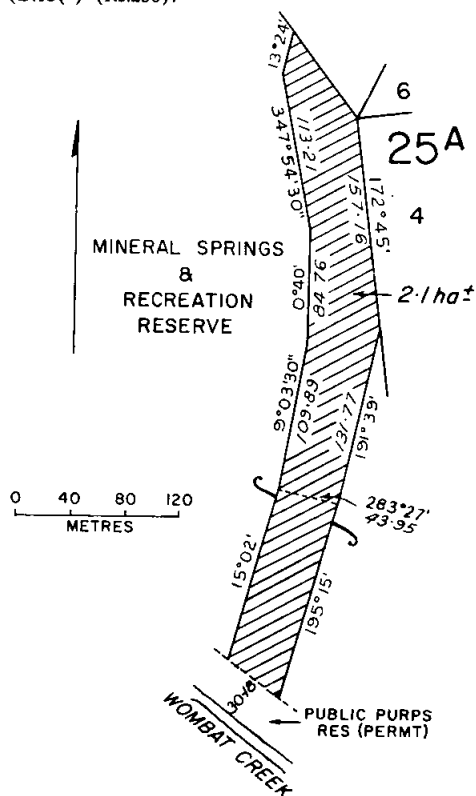 13°24'
6
25A
113·21
347°54'30"
157·16
172°45'
4
MINERAL SPRINGS
&
RECREATION
RESERVE
0°40'
84·76
2·1 ha±
9°03'30"
109·89
131·77
191°39'
0 40 80 120
METRES
283°27'
43·95
15°02'
195°15'
30·18
PUBLIC PURPS
RES (PERMT)
WOMBAT CREEK